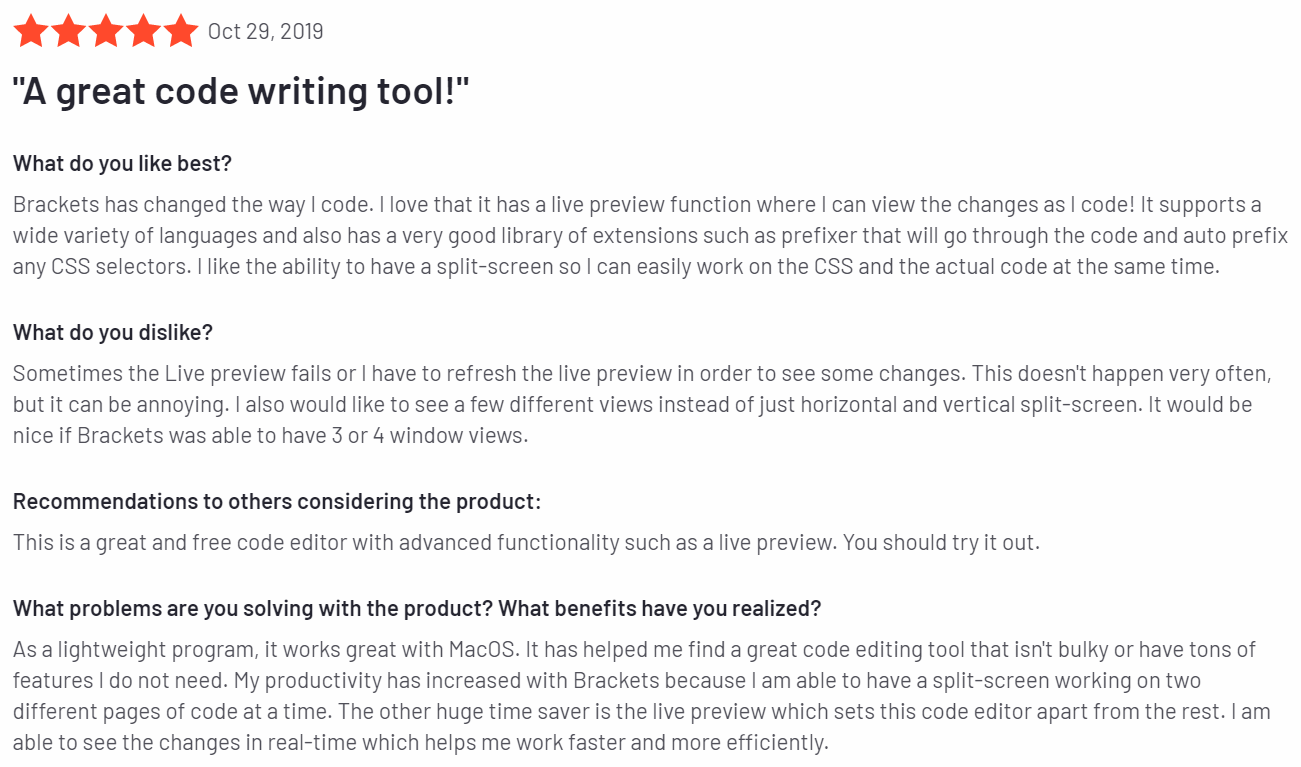 Oct 29, 2019
"A great code writing tool!"
What do you like best?
Brackets has changed the way I code. I love that it has a live preview function where I can view the changes as I code! It supports a
wide variety of languages and also has a very good library of extensions such as prefixer that will go through the code and auto prefix
any CSS selectors. I like the ability to have a split-screen so I can easily work on the CSS and the actual code at the same time.
What do you dislike?
Sometimes the Live preview fails or I have to refresh the live preview in order to see some changes. This doesn't happen very often,
but it can be annoying. I also would like to see a few different views instead of just horizontal and vertical split-screen. It would be
nice if Brackets was able to have 3 or 4 window views.
Recommendations to others considering the product:
This is a great and free code editor with advanced functionality such as a live preview. You should try it out.
What problems are you solving with the product? What benefits have you realized?
As a lightweight program, it works great with MacOS. It has helped me find a great code editing tool that isn't bulky or have tons of
features I do not need. My productivity has increased with Brackets because I am able to have a split-screen working on two
different pages of code at a time. The other huge time saver is the live preview which sets this code editor apart from the rest. I am
able to see the changes in real-time which helps me work faster and more efficiently.